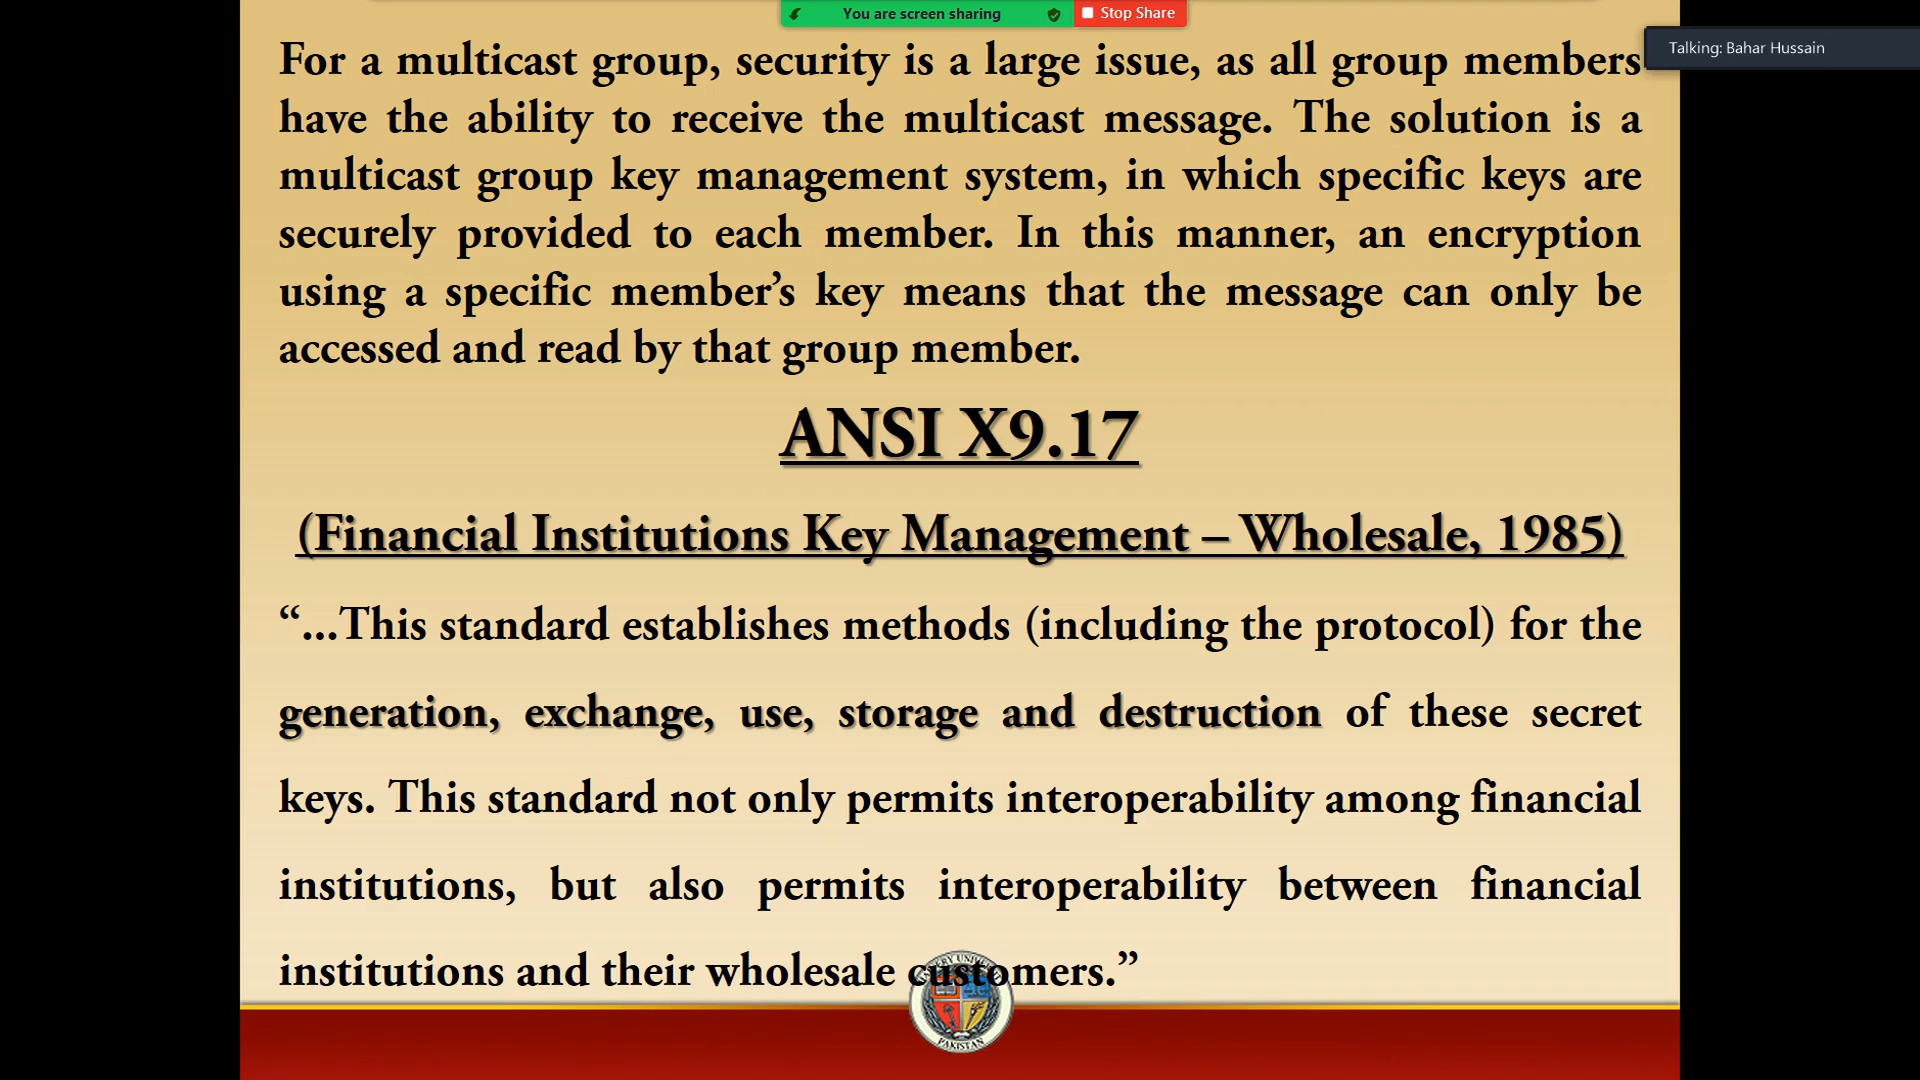 You are screen sharing
Stop Share
Talking: Bahar Hussain
For a multicast group, security is a large issue, as all group members
have the ability to receive the multicast message. The solution is a
multicast group key management system, in which specific keys are
securely provided to each member. In this manner, an encryption
using a specific member’s key means that the message can only be
accessed and read by that group member.
ANSI X9.17
(Financial Institutions Key Management – Wholesale, 1985)
“...This standard establishes methods (including the protocol) for the
generation, exchange, use, storage and destruction of these secret
keys. This standard not only permits interoperability among financial
institutions, but also permits interoperability between financial
institutions and their wholesale customers.”
PAKISTAN